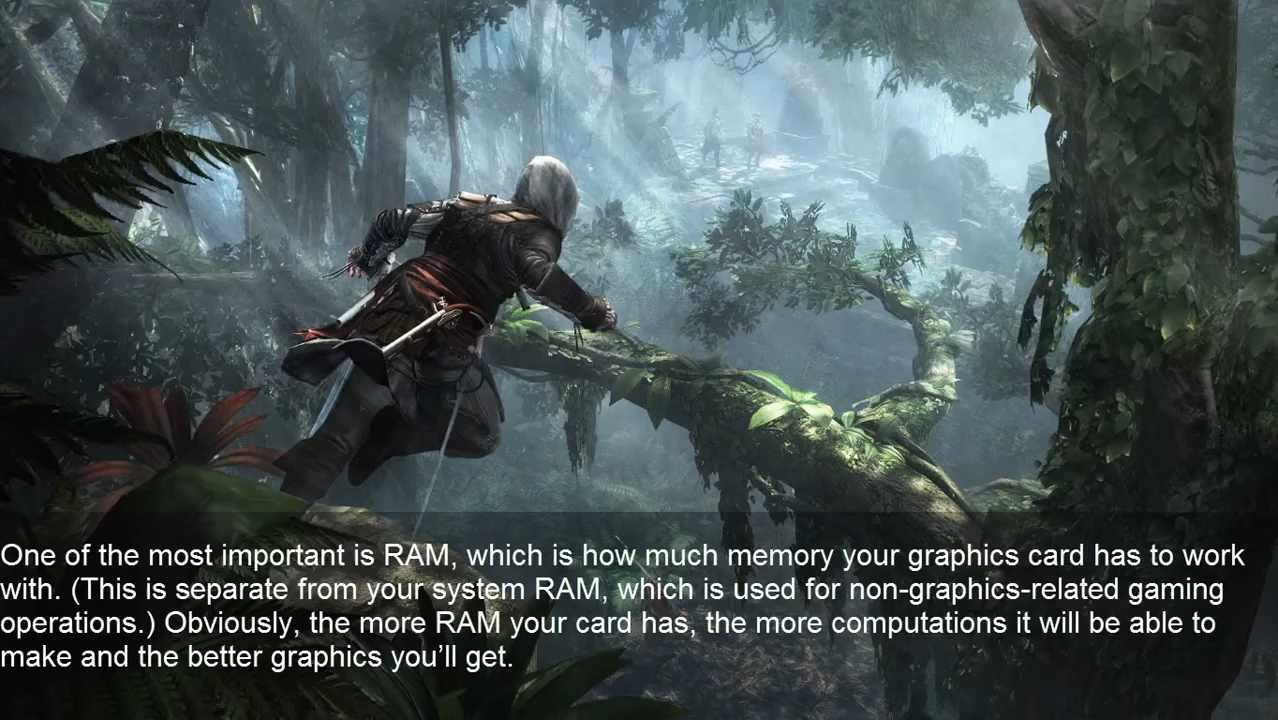 One of the most important is RAM, which is how much memory your graphics card has to work
with. (This is separate from your system RAM, which is used for non-graphics-related gaming
operations.) Obviously, the more RAM your card has, the more computations it will be able to
make and the better graphics you’ll get.